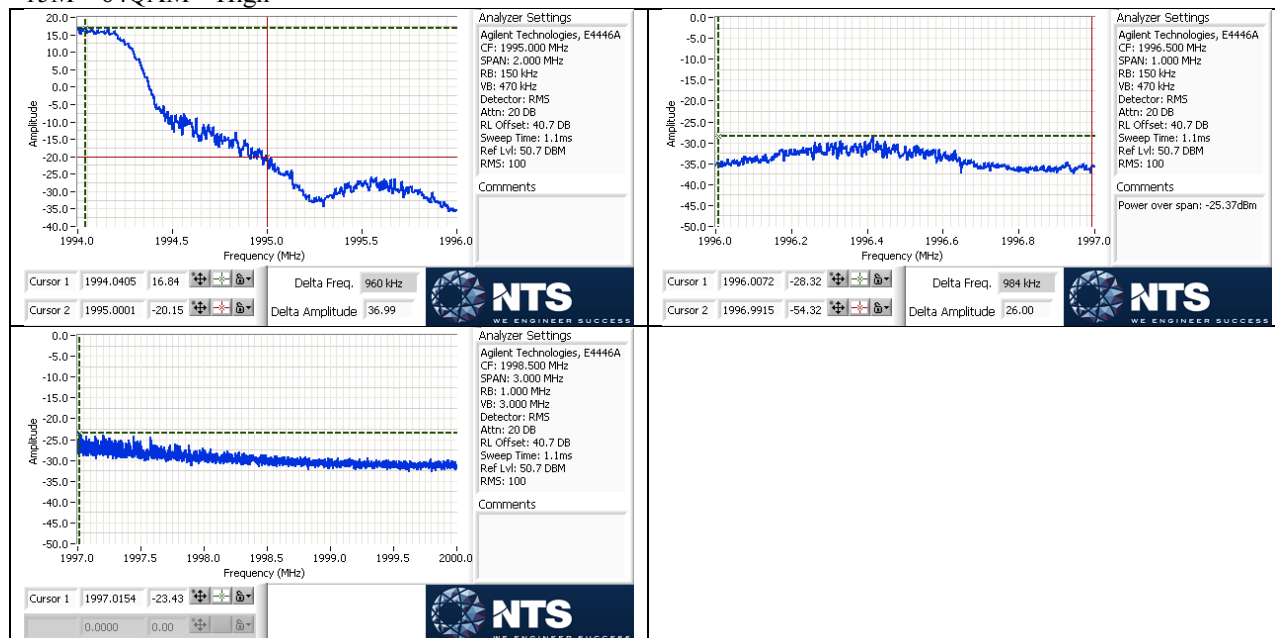 15M – 64QAM – High
20.0
15.0
10.0
5.0
0.0
-5.0
-10.0
-15.0
-20.0
-25.0
-30.0
-35.0
-40.0
Amplitude
1994.0 1994.5 1995.0 1995.5 1996.0
Frequency (MHz)
Analyzer Settings
Agilent Technologies, E4446A
CF: 1995.000 MHz
SPAN: 2.000 MHz
RB: 150 kHz
VB: 470 kHz
Detector: RMS
Attn: 20 DB
RL Offset: 40.7 DB
Sweep Time: 1.1ms
Ref Lvl: 50.7 DBM
RMS: 100
Comments
Cursor 1 1994.0405 16.84
Cursor 2 1995.0001 -20.15
Delta Freq. 960 kHz
Delta Amplitude 36.99
NTS
WE ENGINEER SUCCESS
0.0
-5.0
-10.0
-15.0
-20.0
-25.0
-30.0
-35.0
-40.0
-45.0
-50.0
Amplitude
1996.0 1996.2 1996.4 1996.6 1996.8 1997.0
Frequency (MHz)
Analyzer Settings
Agilent Technologies, E4446A
CF: 1996.500 MHz
SPAN: 1.000 MHz
RB: 150 kHz
VB: 470 kHz
Detector: RMS
Attn: 20 DB
RL Offset: 40.7 DB
Sweep Time: 1.1ms
Ref Lvl: 50.7 DBM
RMS: 100
Comments
Power over span: -25.37dBm
Cursor 1 1996.0072 -28.32
Cursor 2 1996.9915 -54.32
Delta Freq. 984 kHz
Delta Amplitude 26.00
NTS
WE ENGINEER SUCCESS
0.0
-5.0
-10.0
-15.0
-20.0
-25.0
-30.0
-35.0
-40.0
-45.0
-50.0
Amplitude
1997.0 1997.5 1998.0 1998.5 1999.0 1999.5 2000.0
Frequency (MHz)
Analyzer Settings
Agilent Technologies, E4446A
CF: 1998.500 MHz
SPAN: 3.000 MHz
RB: 1.000 MHz
VB: 3.000 MHz
Detector: RMS
Attn: 20 DB
RL Offset: 40.7 DB
Sweep Time: 1.1ms
Ref Lvl: 50.7 DBM
RMS: 100
Comments
Cursor 1 1997.0154 -23.43
0.0000 0.00
NTS
WE ENGINEER SUCCESS